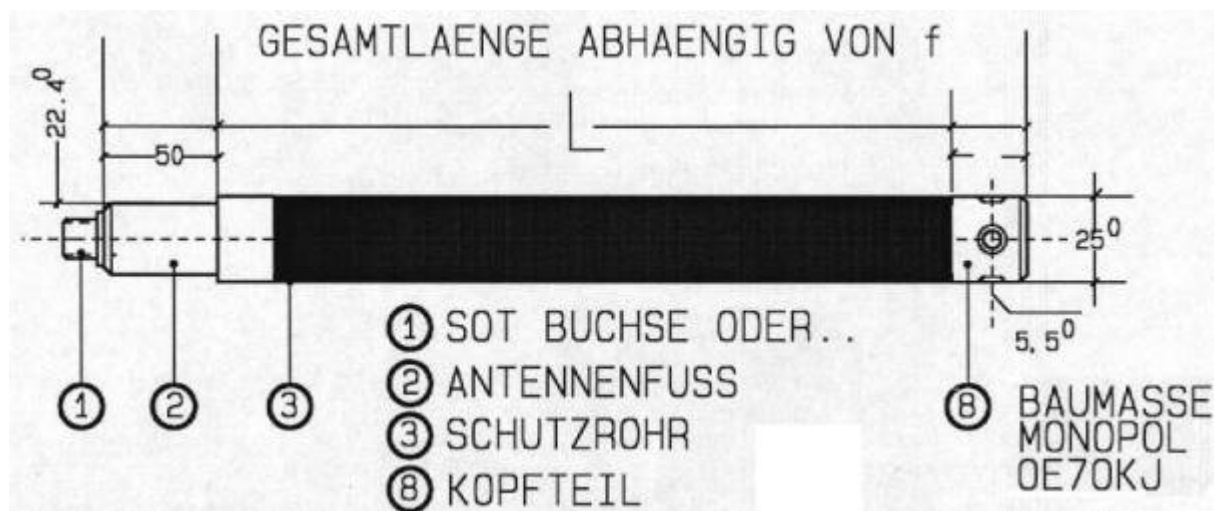 GESAMTLAENGE ABHAENGIG VON f
22.4⁰
50
L
25⁰
5,5⁰
① SOT BUCHSE ODER..
② ANTENNENFUSS
③ SCHUTZROHR
⑧ KOPFTEIL
① ② ③ ⑧
BAUMASSE
MONOPOL
OE7OKJ